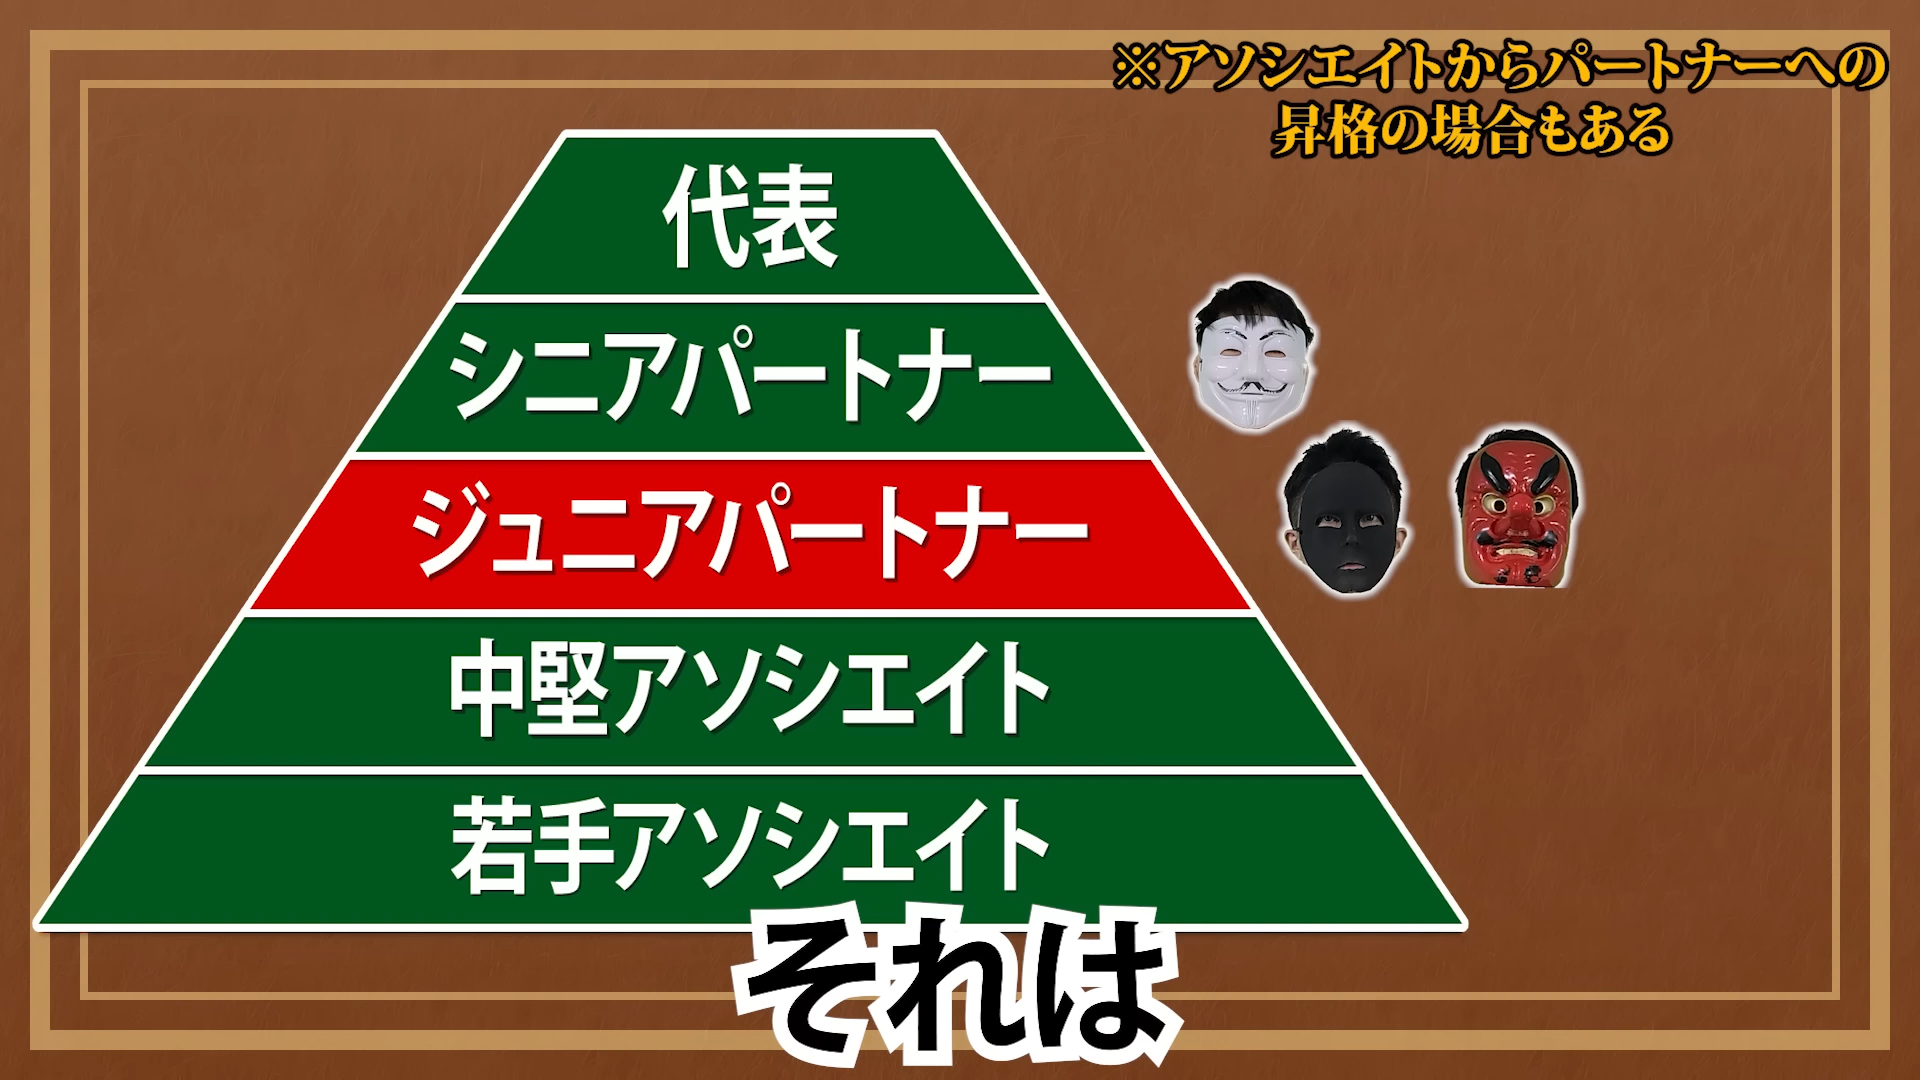 ※アソシエイトからパートナーへの
昇格の場合もある
代表
シニアパートナー
ジュニアパートナー
中堅アソシエイト
若手アソシエイト
それは